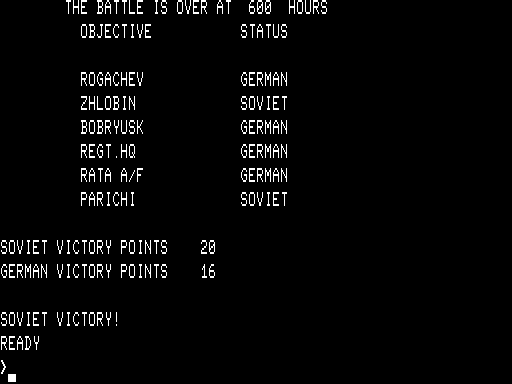 THE BATTLE IS OVER AT  600  HOURS
OBJECTIVE           STATUS
ROGACHEV            GERMAN
ZHLOBIN             SOVIET
BOBRYUSK            GERMAN
REGT.HQ             GERMAN
RATA A/F            GERMAN
PARICHI             SOVIET
SOVIET VICTORY POINTS    20
GERMAN VICTORY POINTS    16
SOVIET VICTORY!
READY
>